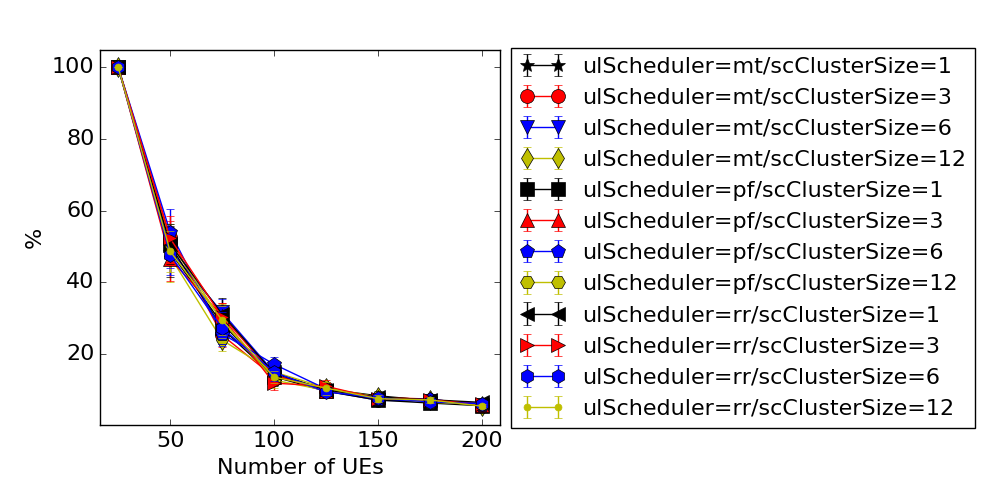 100
80
60
40
20
%
50
100
150
200
Number of UEs
ulScheduler=mt/scClusterSize=1
ulScheduler=mt/scClusterSize=3
ulScheduler=mt/scClusterSize=6
ulScheduler=mt/scClusterSize=12
ulScheduler=pf/scClusterSize=1
ulScheduler=pf/scClusterSize=3
ulScheduler=pf/scClusterSize=6
ulScheduler=pf/scClusterSize=12
ulScheduler=rr/scClusterSize=1
ulScheduler=rr/scClusterSize=3
ulScheduler=rr/scClusterSize=6
ulScheduler=rr/scClusterSize=12